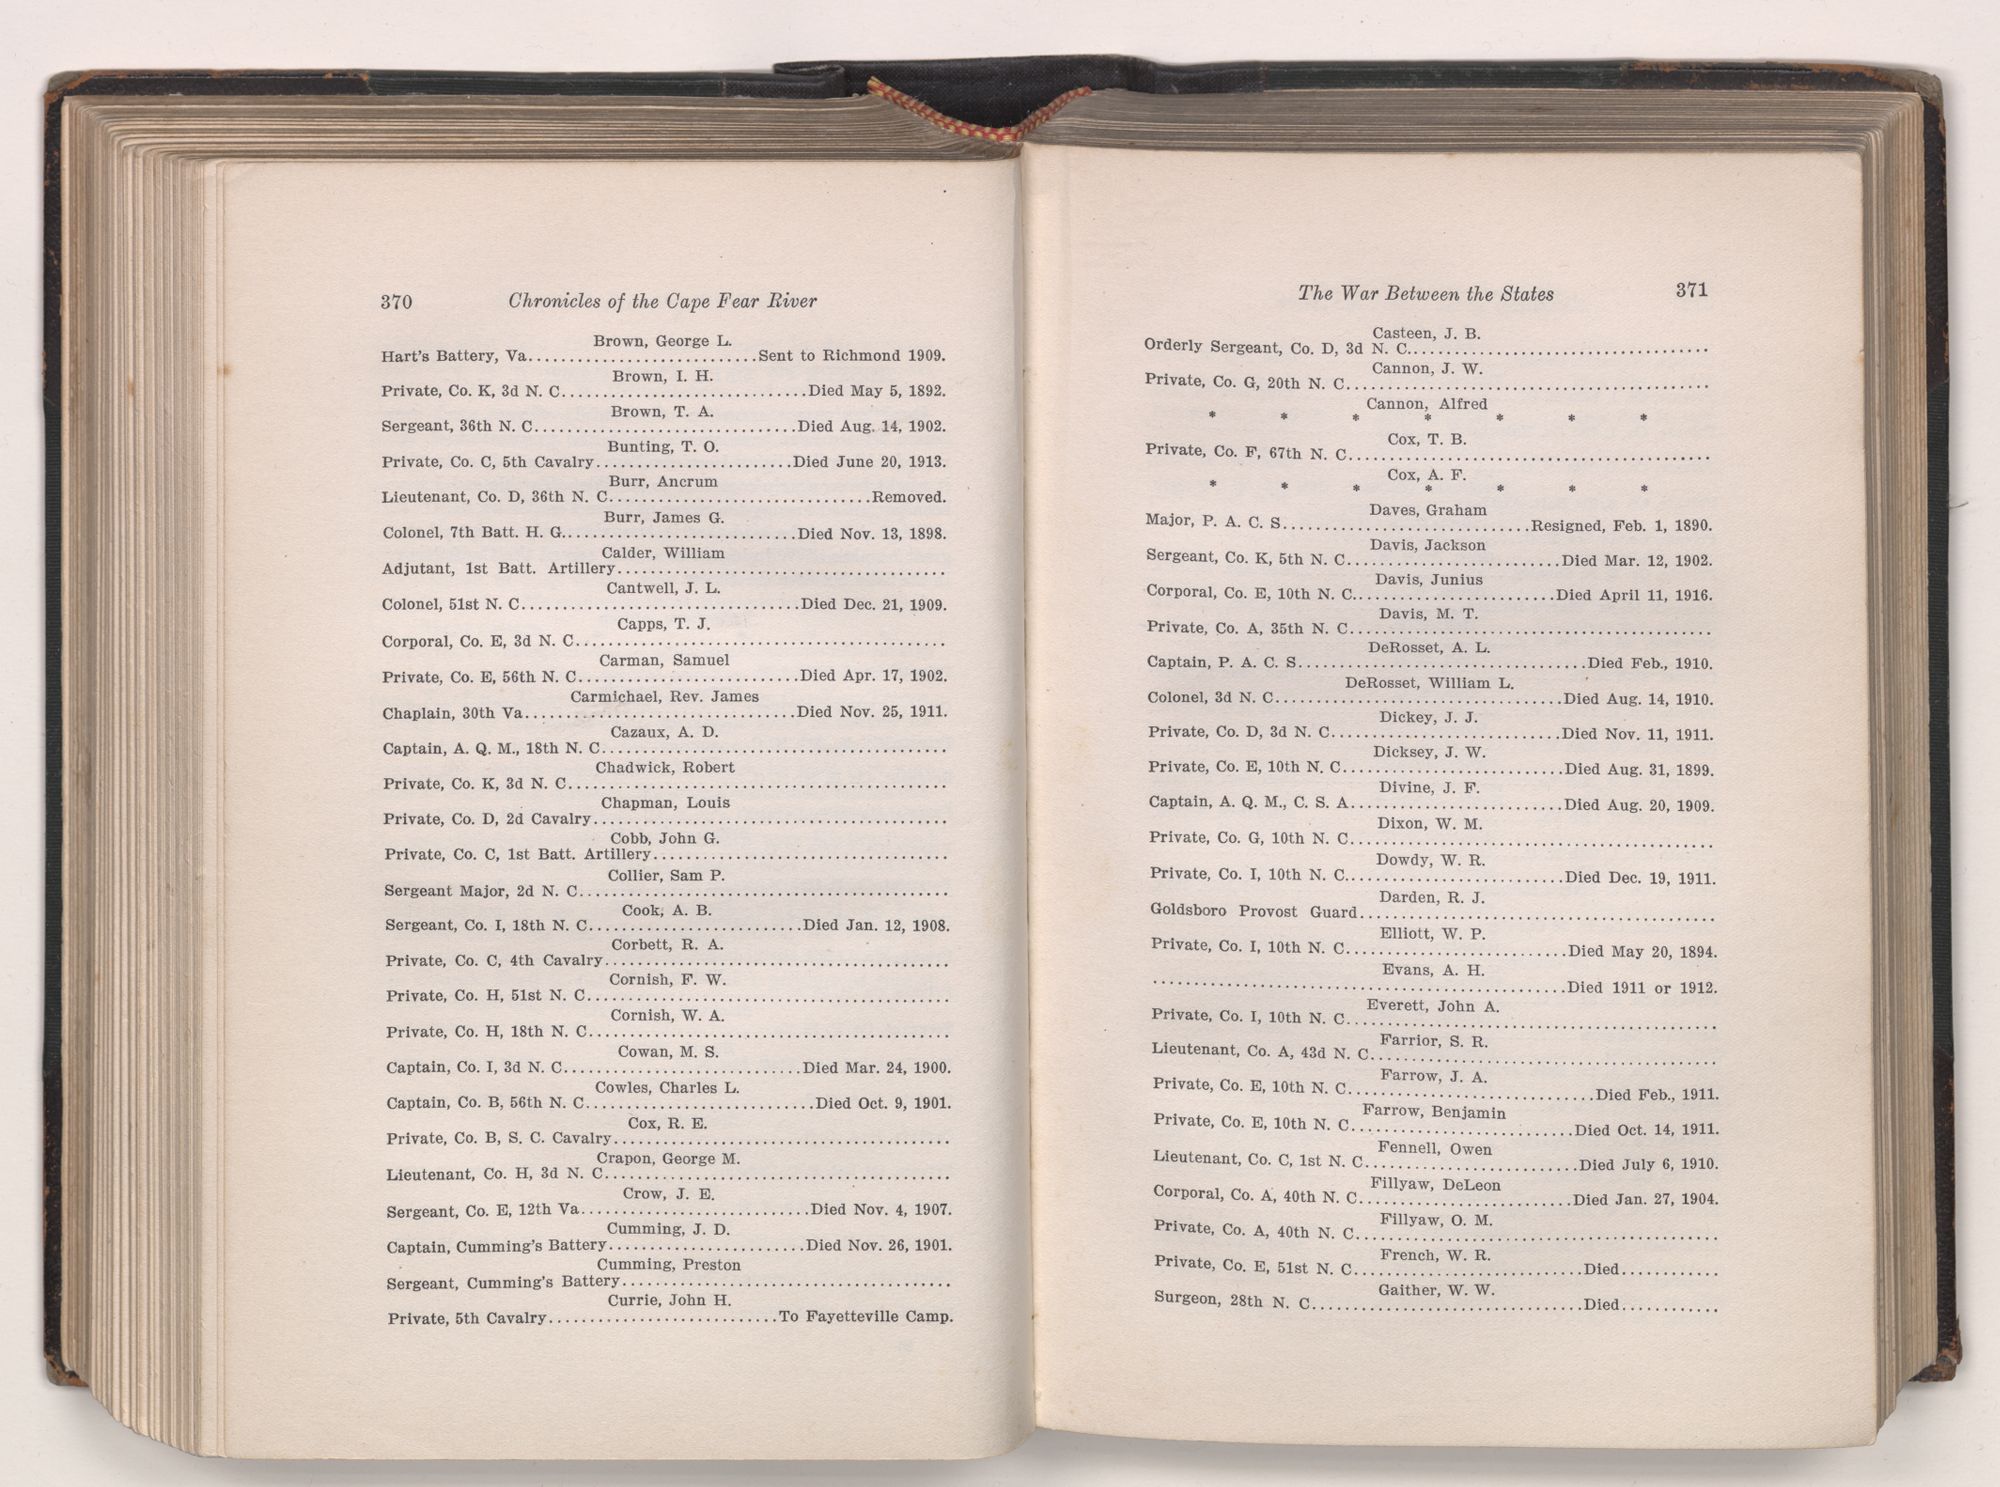 370 Chronicles of the Cape Fear River
Brown, George L.
Hart's Battery, Va............................Sent to Richmond 1909.
Brown, I. H.
Private, Co. K, 3d N. C..............................Died May 5, 1892.
Brown, T. A.
Sergeant, 36th N. C................................Died Aug. 14, 1902.
Bunting, T. O.
Private, Co. C, 5th Cavalry........................Died June 20, 1913.
Burr, Ancrum
Lieutenant, Co. D, 36th N. C................................Removed.
Burr, James G.
Colonel, 7th Batt. H. G............................Died Nov. 13, 1898.
Calder, William
Adjutant, 1st Batt. Artillery........................................
Cantwell, J. L.
Colonel, 51st N. C..................................Died Dec. 21, 1909.
Capps, T. J.
Corporal, Co. E, 3d N. C.............................................
Carman, Samuel
Private, Co. E, 56th N. C...........................Died Apr. 17, 1902.
Carmichael, Rev. James
Chaplain, 30th Va.................................Died Nov. 25, 1911.
Cazaux, A. D.
Captain, A. Q. M., 18th N. C..........................................
Chadwick, Robert
Private, Co. K, 3d N. C..............................................
Chapman, Louis
Private, Co. D, 2d Cavalry...........................................
Cobb, John G.
Private, Co. C, 1st Batt. Artillery....................................
Collier, Sam P.
Sergeant Major, 2d N. C.............................................
Cook, A. B.
Sergeant, Co. I, 18th N. C..........................Died Jan. 12, 1908.
Corbett, R. A.
Private, Co. C, 4th Cavalry..........................................
Cornish, F. W.
Private, Co. H, 51st N. C............................................
Cornish, W. A.
Private, Co. H, 18th N. C............................................
Cowan, M. S.
Captain, Co. I, 3d N. C.............................Died Mar. 24, 1900.
Cowles, Charles L.
Captain, Co. B, 56th N. C............................Died Oct. 9, 1901.
Cox, R. E.
Private, Co. B, S. C. Cavalry.........................................
Crapon, George M.
Lieutenant, Co. H, 3d N. C..........................................
Crow, J. E.
Sergeant, Co. E, 12th Va............................Died Nov. 4, 1907.
Cumming, J. D.
Captain, Cumming's Battery........................Died Nov. 26, 1901.
Cumming, Preston
Sergeant, Cumming's Battery........................................
Currie, John H.
Private, 5th Cavalry............................To Fayetteville Camp.
The War Between the States 371
Casteen, J. B.
Orderly Sergeant, Co. D, 3d N. C.....................................
Cannon, J. W.
Private, Co. G, 20th N. C............................................
Cannon, Alfred
* * * * * * *
Cox, T. B.
Private, Co. F, 67th N. C............................................
Cox, A. F.
* * * * * * *
Daves, Graham
Major, P. A. C. S..............................Resigned, Feb. 1, 1890.
Davis, Jackson
Sergeant, Co. K, 5th N. C..........................Died Mar. 12, 1902.
Davis, Junius
Corporal, Co. E, 10th N. C.........................Died April 11, 1916.
Davis, M. T.
Private, Co. A, 35th N. C............................................
DeRosset, A. L.
Captain, P. A. C. S...................................Died Feb., 1910.
DeRosset, William L.
Colonel, 3d N. C...................................Died Aug. 14, 1910.
Dickey, J. J.
Private, Co. D, 3d N. C............................Died Nov. 11, 1911.
Dicksey, J. W.
Private, Co. E, 10th N. C...........................Died Aug. 31, 1899.
Divine, J. F.
Captain, A. Q. M., C. S. A..........................Died Aug. 20, 1909.
Dixon, W. M.
Private, Co. G, 10th N. C............................................
Dowdy, W. R.
Private, Co. I, 10th N. C...........................Died Dec. 19, 1911.
Darden, R. J.
Goldsboro Provost Guard...........................................
Elliott, W. P.
Private, Co. I, 10th N. C...........................Died May 20, 1894.
Evans, A. H.
..................................................Died 1911 or 1912.
Everett, John A.
Private, Co. I, 10th N. C............................................
Farrior, S. R.
Lieutenant, Co. A, 43d N. C..........................................
Farrow, J. A.
Private, Co. E, 10th N. C..............................Died Feb., 1911.
Farrow, Benjamin
Private, Co. E, 10th N. C...........................Died Oct. 14, 1911.
Fennell, Owen
Lieutenant, Co. C, 1st N. C..........................Died July 6, 1910.
Fillyaw, DeLeon
Corporal, Co. A, 40th N. C..........................Died Jan. 27, 1904.
Fillyaw, O. M.
Private, Co. A, 40th N. C............................................
French, W. R.
Private, Co. E, 51st N. C............................Died............
Gaither, W. W.
Surgeon, 28th N. C.................................Died............